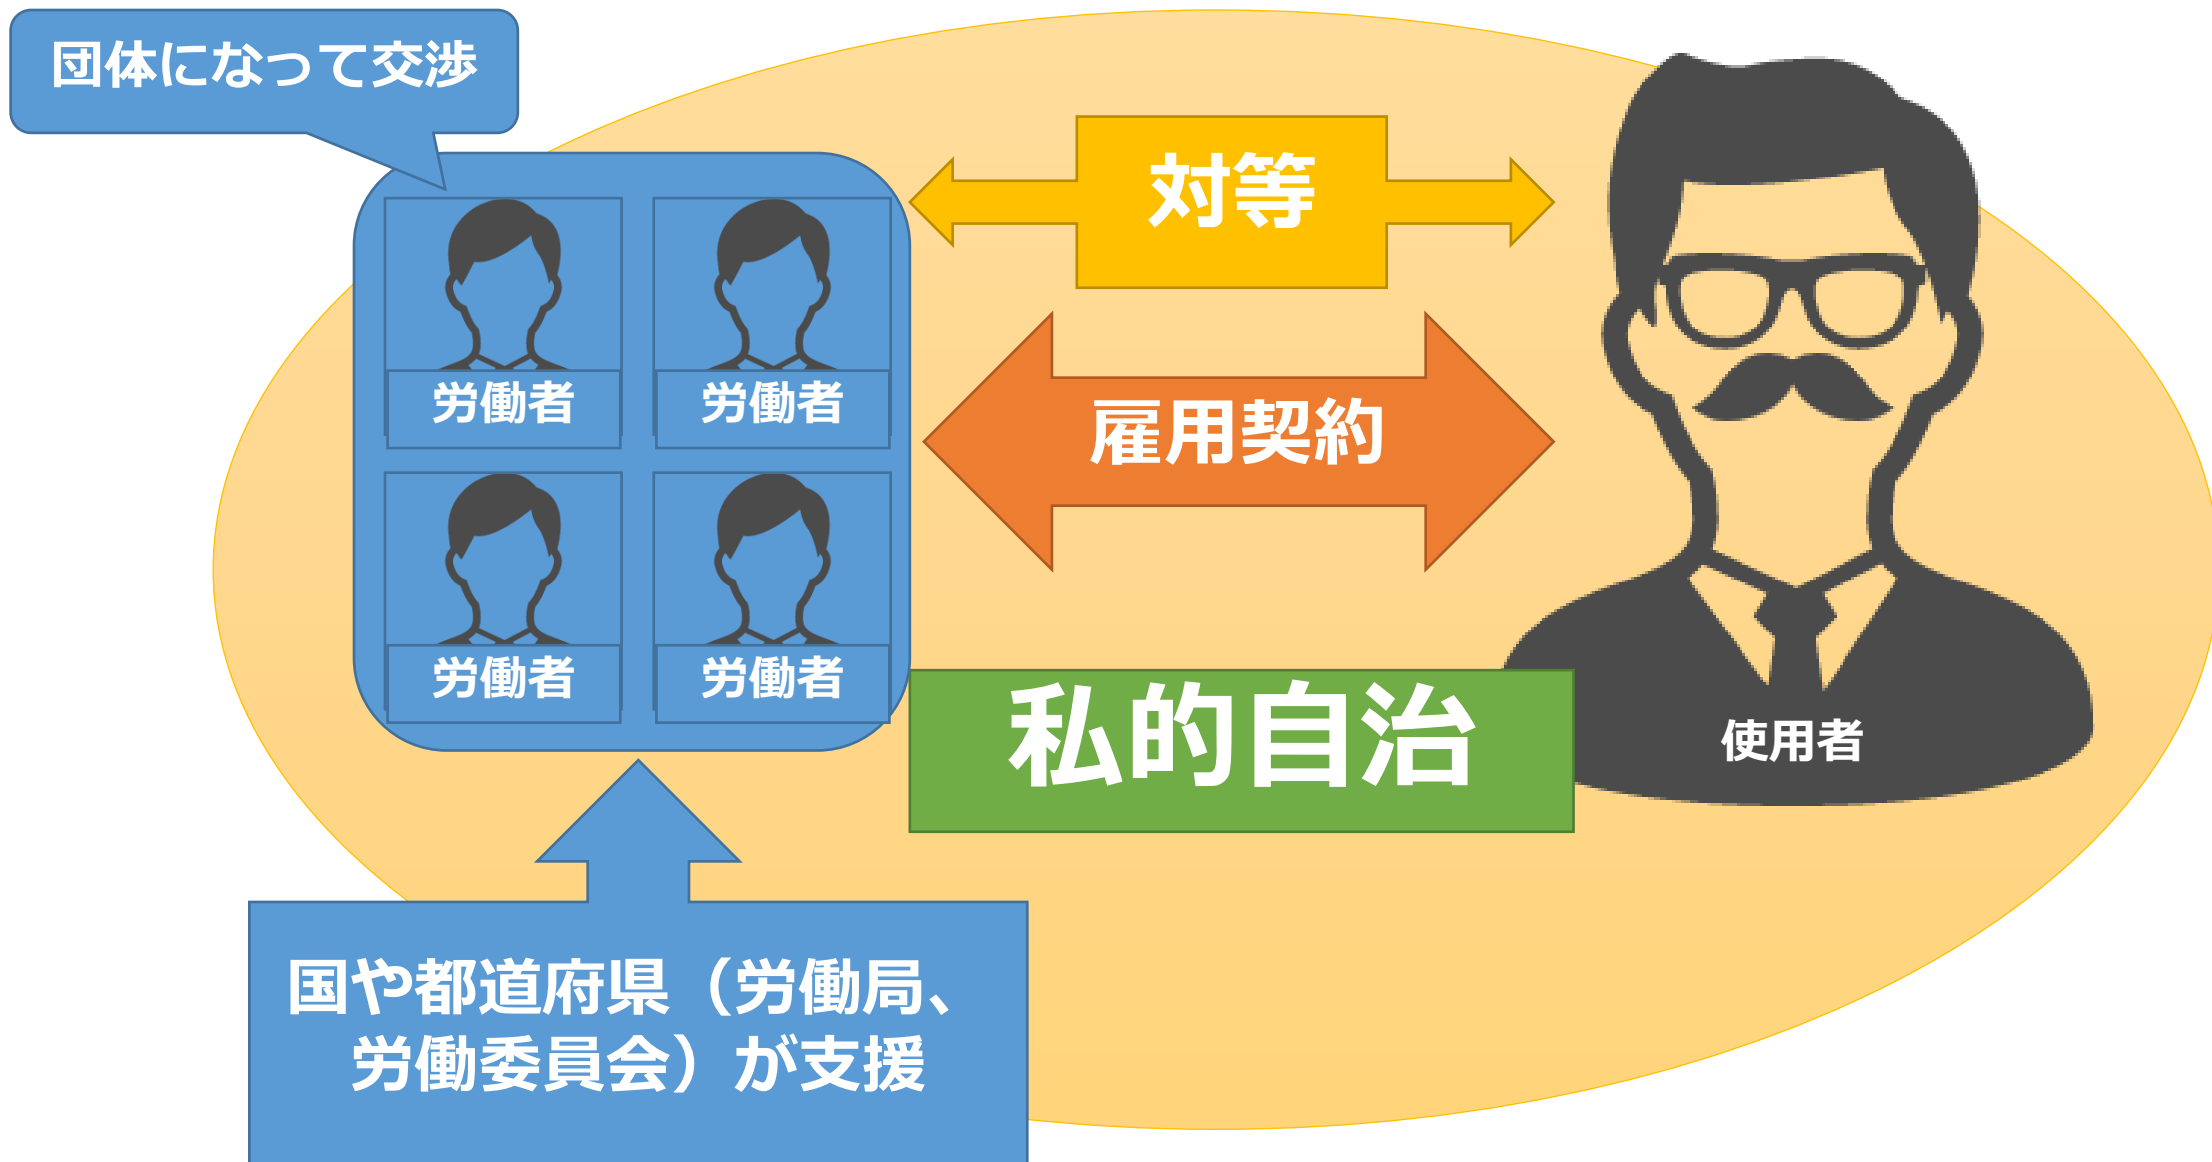 団体になって交渉
対等
労働者
労働者
雇用契約
労働者
労働者
私的自治
使用者
国や都道府県（労働局、
労働委員会）が支援